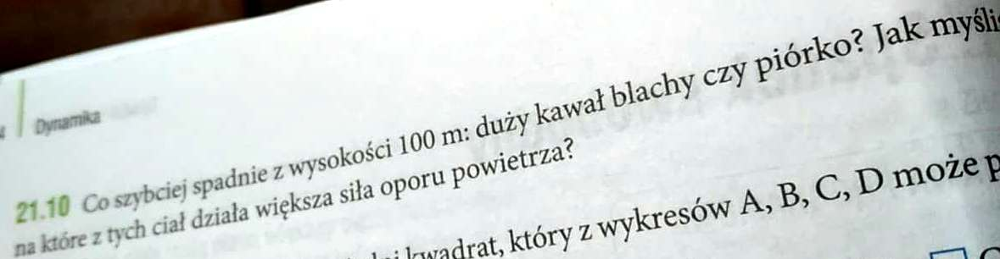 Dynamika
21.10 Co szybciej spadnie z wysokości 100 m: duży kawał blachy czy piórko? Jak myśli
na które z tych ciał działa większa siła oporu powietrza?
kwadrat, który z wykresów A, B, C, D może p